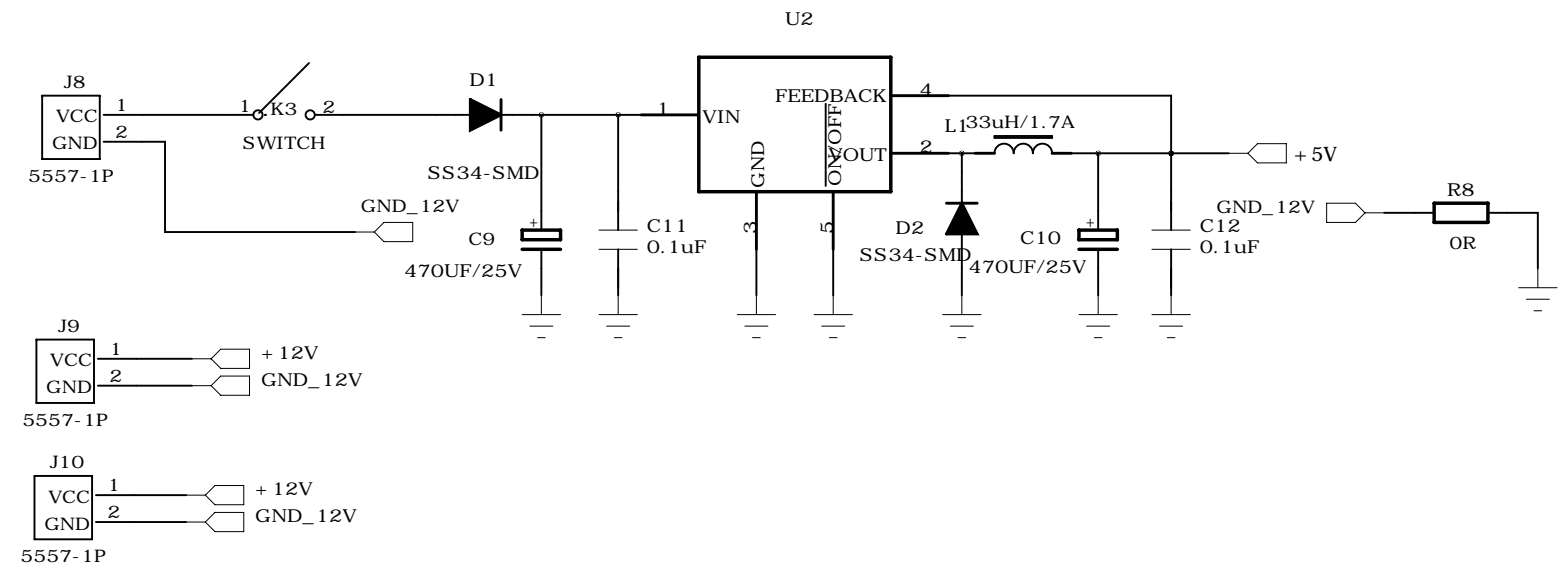 U2
J8
VCC
GND
1
2
5557-1P
1
K3
2
SWITCH
GND_12V
D1
SS34-SMD
+
C9
470UF/25V
C11
0.1uF
1
VIN
FEEDBACK
VOUT
GND
ON/OFF
4
2
3
5
L1
33uH/1.7A
D2
SS34-SMD
+
C10
470UF/25V
C12
0.1uF
+5V
GND_12V
R8
0R
J9
VCC
GND
1
2
+12V
GND_12V
5557-1P
J10
VCC
GND
1
2
+12V
GND_12V
5557-1P